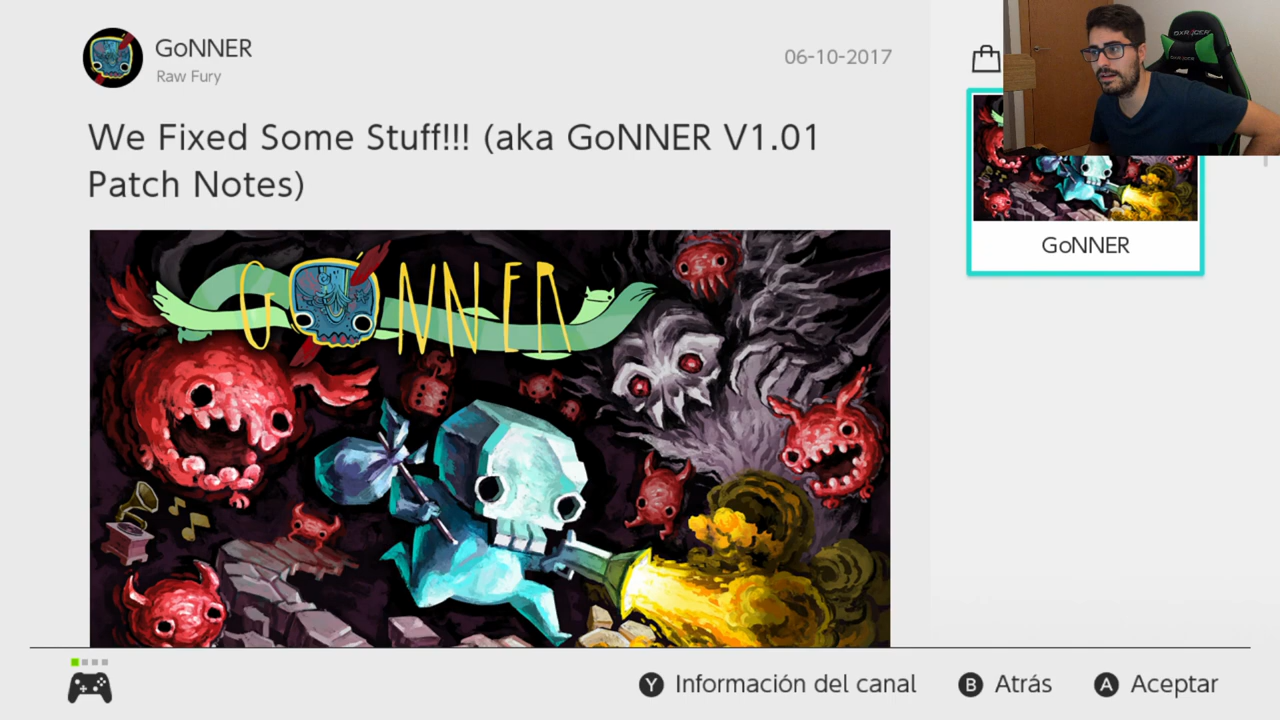 GoNNER
Raw Fury
06-10-2017
We Fixed Some Stuff!!! (aka GoNNER V1.01
Patch Notes)
GONNER
GoNNER
DXRACER
Y Información del canal
B Atrás
A Aceptar